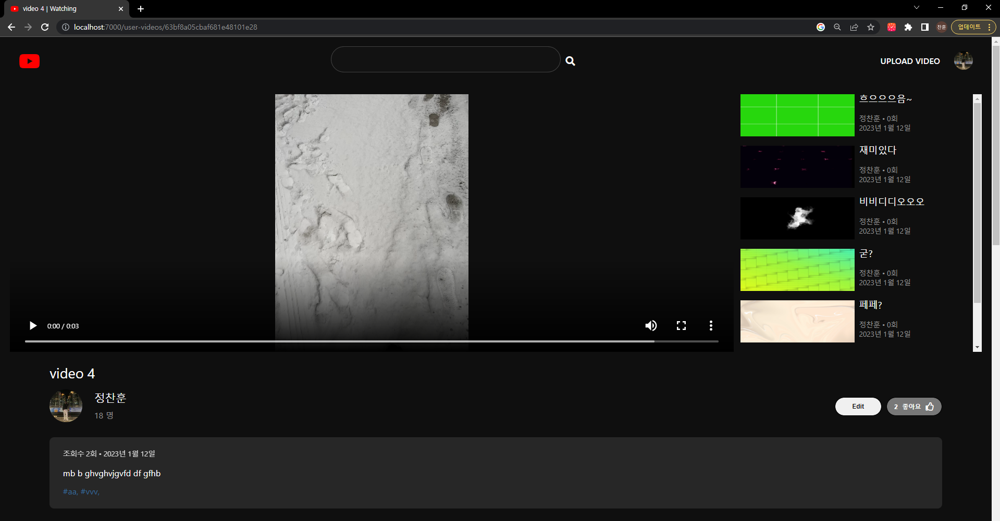 video 4 | Watching
localhost:7000/user-videos/63bf8a05cbaf681e48101e28
찬훈
업데이트
UPLOAD VIDEO
흐으으으음~
정찬훈 • 0회
2023년 1월 12일
재미있다
정찬훈 • 0회
2023년 1월 12일
비비디디오오오
정찬훈 • 0회
2023년 1월 12일
굳?
정찬훈 • 0회
2023년 1월 12일
페페?
정찬훈 • 0회
2023년 1월 12일
0:00 / 0:03
video 4
정찬훈
18 명
Edit
2 좋아요
조회수 2회 • 2023년 1월 12일
mb b ghvghvjgvfd df gfhb
#aa, #vvv,